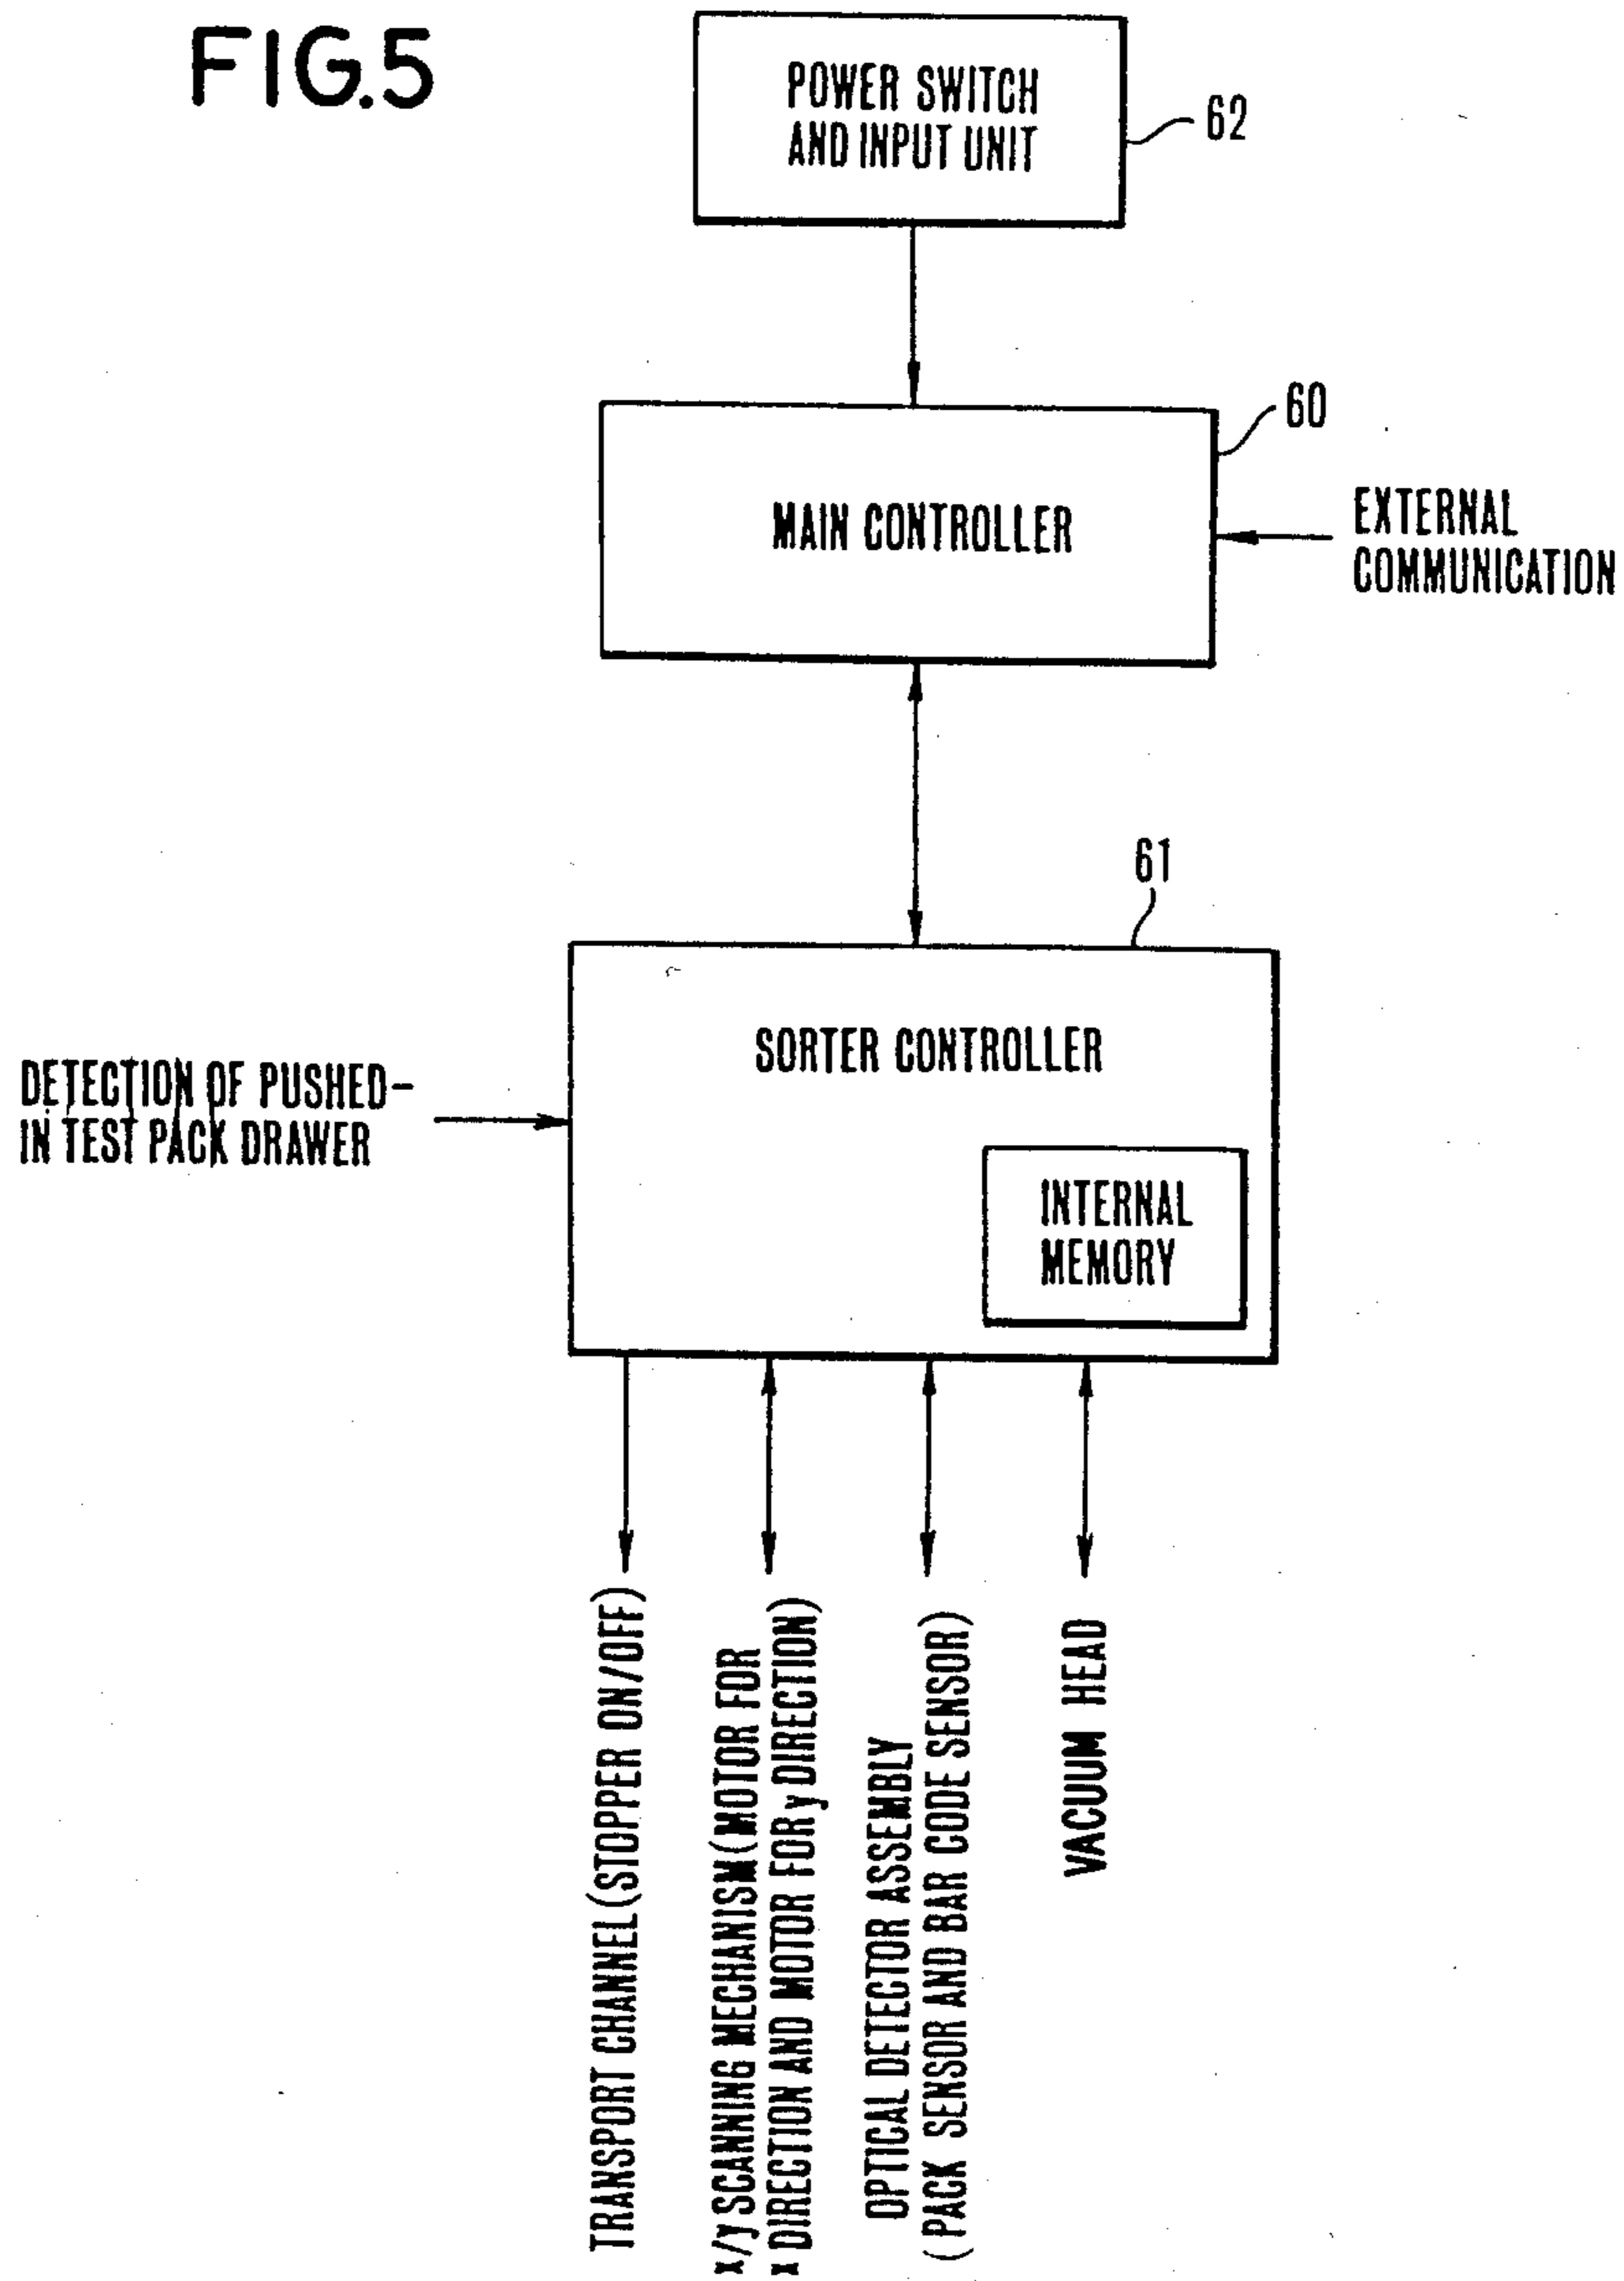 FIG.5
POWER SWITCH
AND INPUT UNIT
62
60
MAIN CONTROLLER
EXTERNAL
COMMUNICATION
61
SORTER CONTROLLER
DETECTION OF PUSHED-
IN TEST PACK DRAWER
INTERNAL
MEMORY
TRANSPORT CHANNEL(STOPPER ON/OFF)
x/y SCANNING MECHANISM(MOTOR FOR
x DIRECTION AND MOTOR FOR y DIRECTION)
OPTICAL DETECTOR ASSEMBLY
(PACK SENSOR AND BAR CODE SENSOR)
VACUUM HEAD